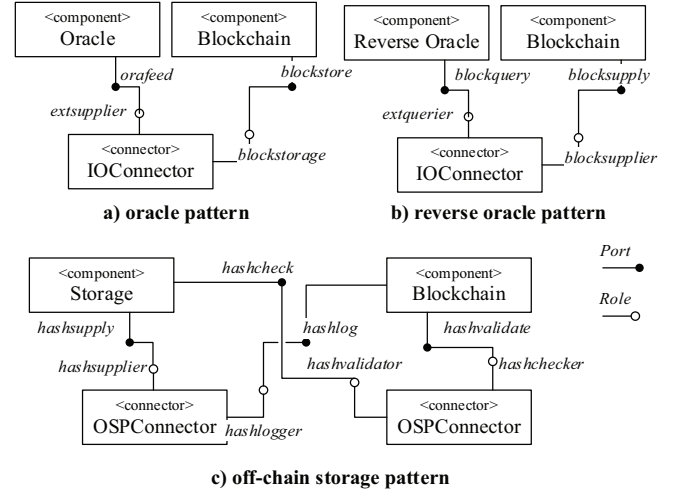 <component>
Oracle
<component>
Blockchain
orafeed
blockstore
extsupplier
<connector>
IOConnector
blockstorage
a) oracle pattern
<component>
Reverse Oracle
<component>
Blockchain
blockquery
blocksupply
extquerier
<connector>
IOConnector
blocksupplier
b) reverse oracle pattern
<component>
Storage
hashcheck
<component>
Blockchain
Port
Role
hashsupply
hashlog
hashvalidate
hashsupplier
hashvalidator
hashchecker
<connector>
OSPConnector
hashlogger
<connector>
OSPConnector
c) off-chain storage pattern